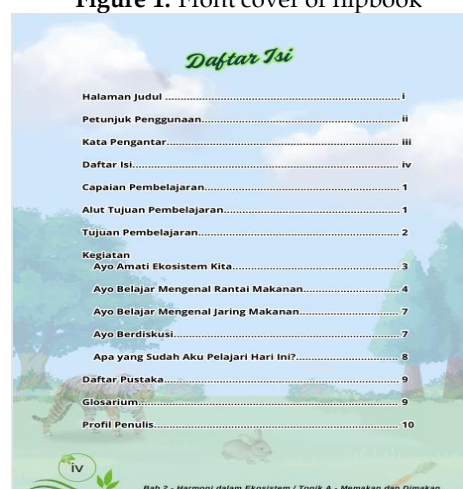 Figure 1. Front cover of flipbook
Daftar Isi
Halaman Judul ........ i
Petunjuk Penggunaan........ ii
Kata Pengantar........ iii
Daftar Isi........ iv
Capaian Pembelajaran........ 1
Alut Tujuan Pembelajaran........ 1
Tujuan Pembelajaran........ 2
Kegiatan
Ayo Amati Ekosistem Kita........ 3
Ayo Belajar Mengenal Rantai Makanan........ 4
Ayo Belajar Mengenal Jaring Makanan........ 7
Ayo Berdiskusi........ 7
Apa yang Sudah Aku Pelajari Hari Ini?........ 8
Daftar Pustaka........ 9
Glosarium........ 9
Profil Penulis........ 10
iv
Bab 2 - Harmoni dalam Ekosistem / Topik A - Memakan dan Dimakan